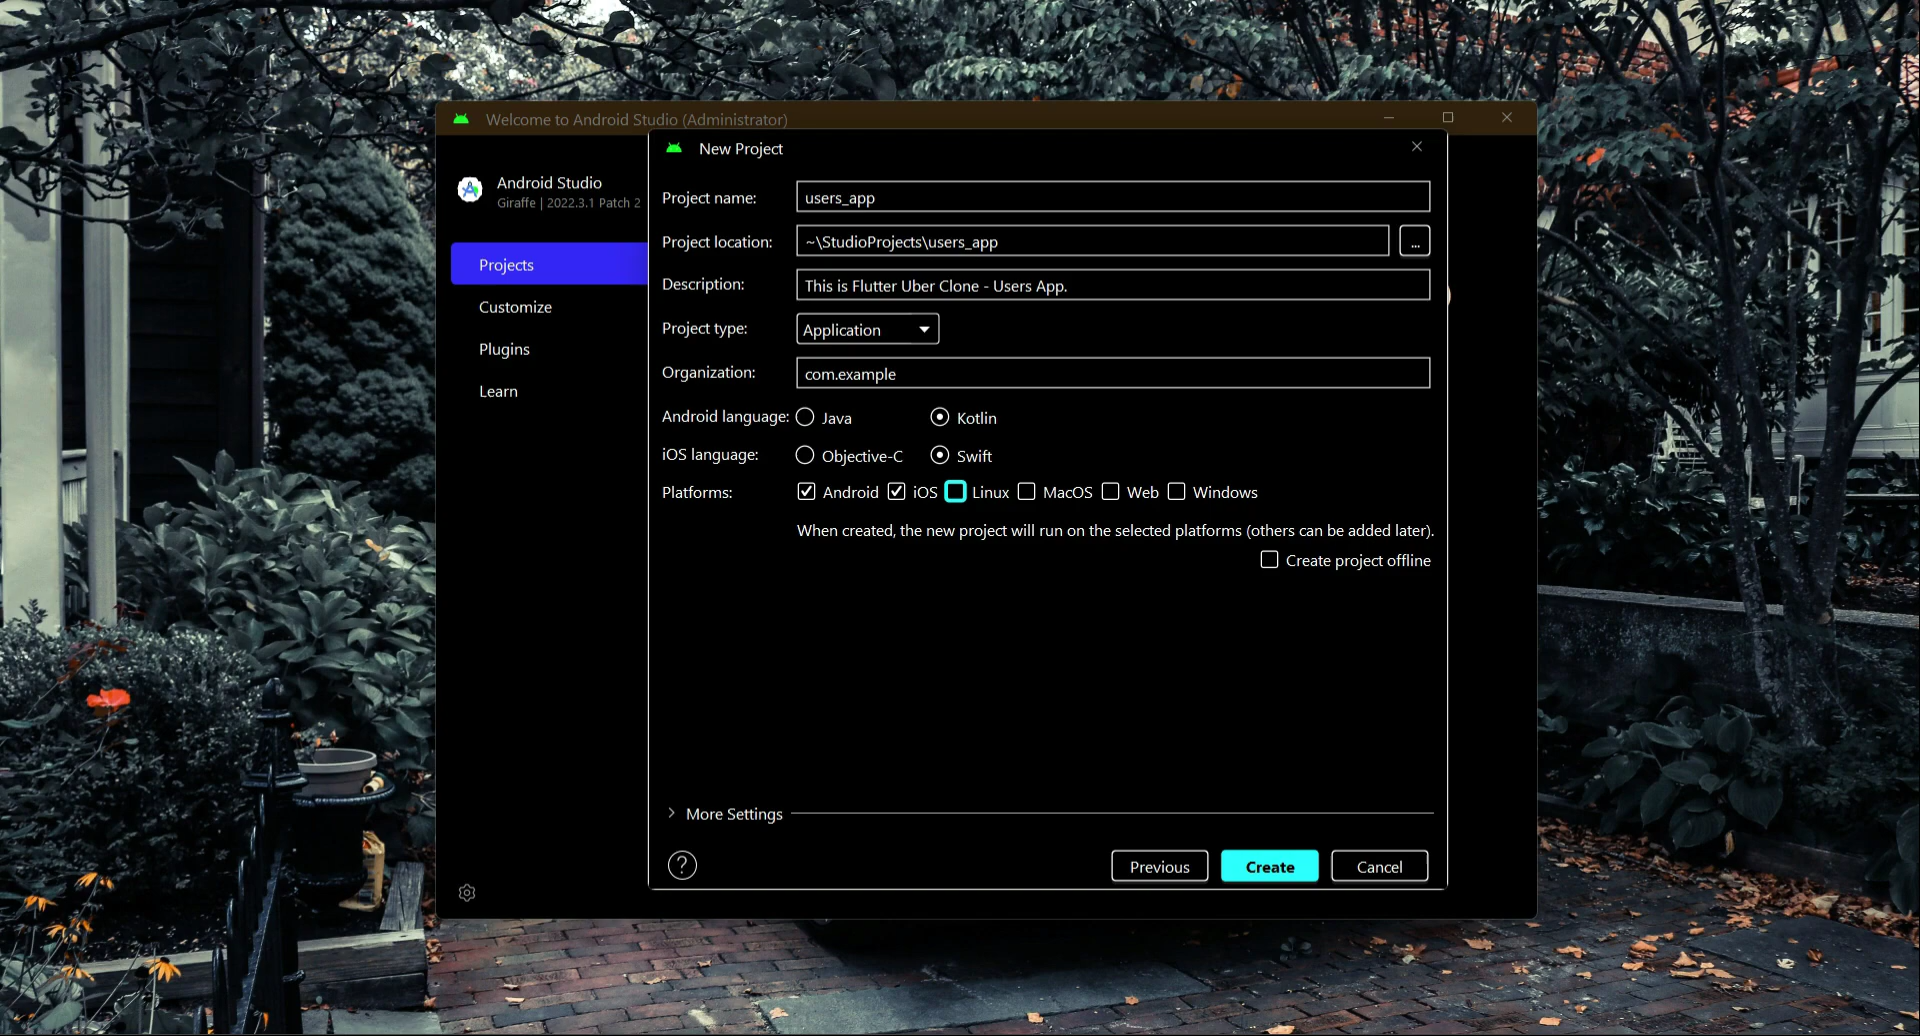 Welcome to Android Studio (Administrator)
New Project
Android Studio
Giraffe | 2022.3.1 Patch 2
Projects
Customize
Plugins
Learn
Project name: users_app
Project location: ~\StudioProjects\users_app ...
Description: This is Flutter Uber Clone - Users App.
Project type: Application
Organization: com.example
Android language: Java Kotlin
iOS language: Objective-C Swift
Platforms: Android iOS Linux MacOS Web Windows
When created, the new project will run on the selected platforms (others can be added later).
Create project offline
More Settings
? Previous Create Cancel